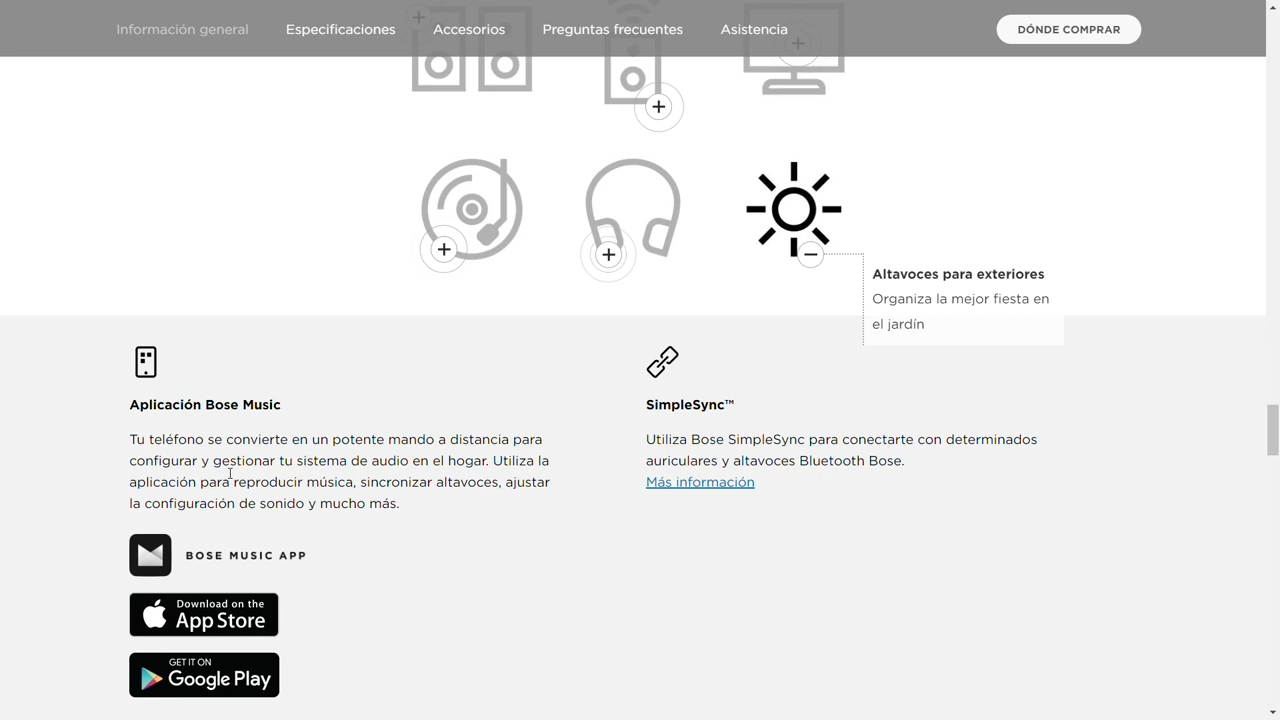 Información general
Especificaciones
Accesorios
Preguntas frecuentes
Asistencia
DÓNDE COMPRAR
Altavoces para exteriores
Organiza la mejor fiesta en
el jardín
Aplicación Bose Music
Tu teléfono se convierte en un potente mando a distancia para
configurar y gestionar tu sistema de audio en el hogar. Utiliza la
aplicación para reproducir música, sincronizar altavoces, ajustar
la configuración de sonido y mucho más.
BOSE MUSIC APP
Download on the
App Store
GET IT ON
Google Play
SimpleSync™
Utiliza Bose SimpleSync para conectarte con determinados
auriculares y altavoces Bluetooth Bose.
Más información